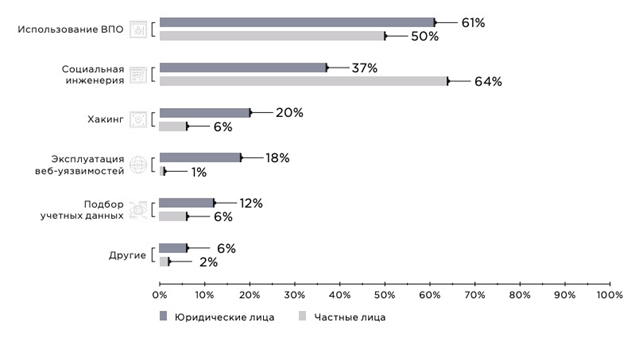 Использование ВПО
61%
50%
Социальная
инженерия
37%
64%
Хакинг
20%
6%
Эксплуатация
веб-уязвимостей
18%
1%
Подбор
учетных данных
12%
6%
Другие
6%
2%
0% 10% 20% 30% 40% 50% 60% 70% 80% 90% 100%
Юридические лица Частные лица